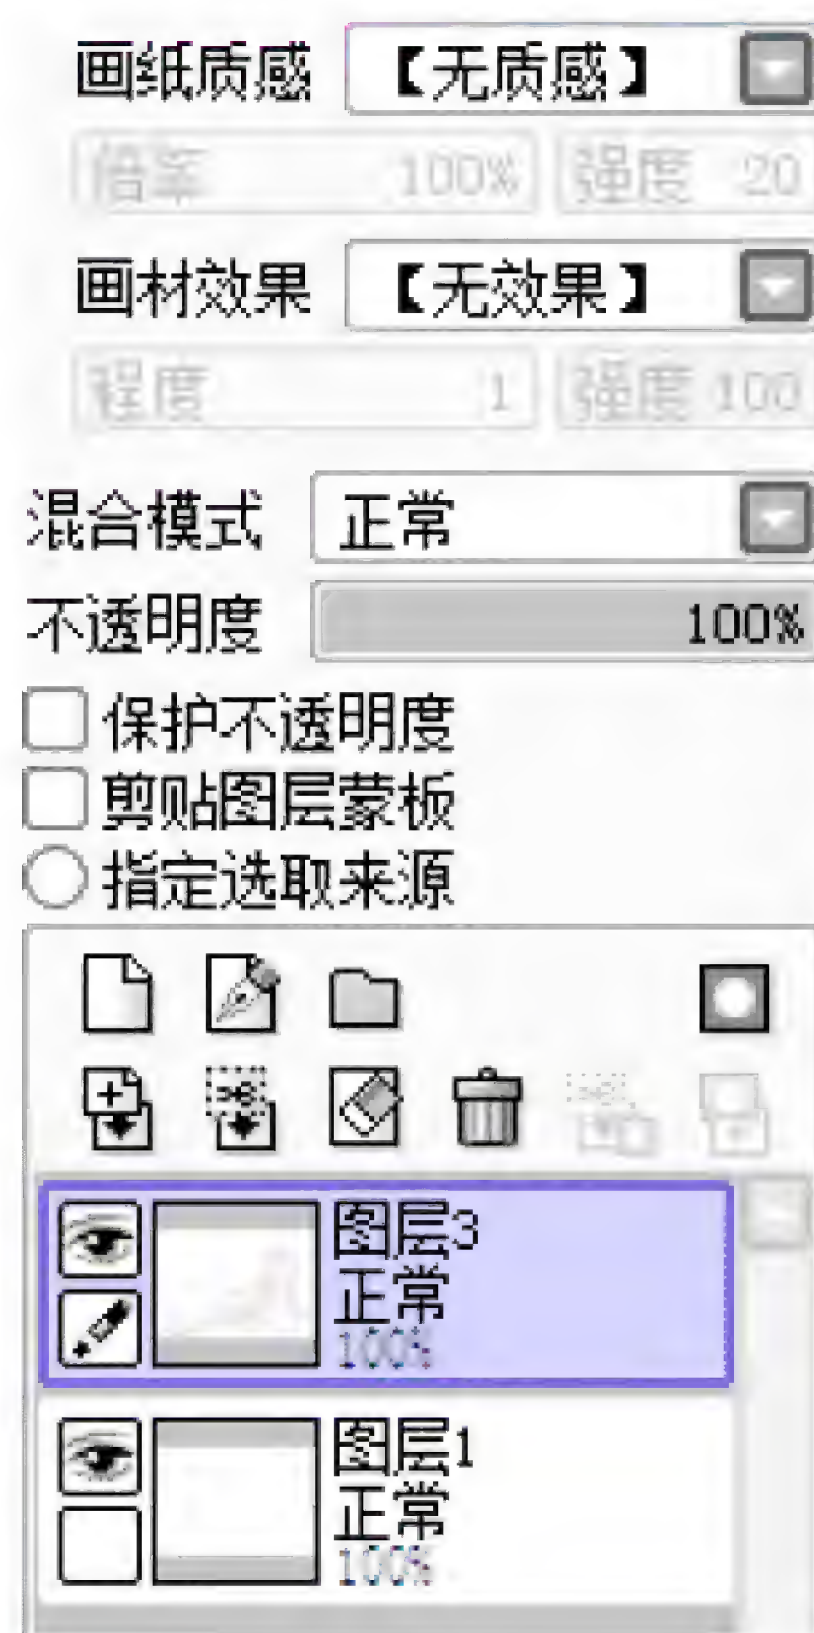 画纸质感 【无质感】
倍率 100% 强度 20
画材效果 【无效果】
程度 1 强度 100
混合模式 正常
不透明度 100%
保护不透明度
剪贴图层蒙板
指定选取来源
图层3
正常
100%
图层1
正常
100%